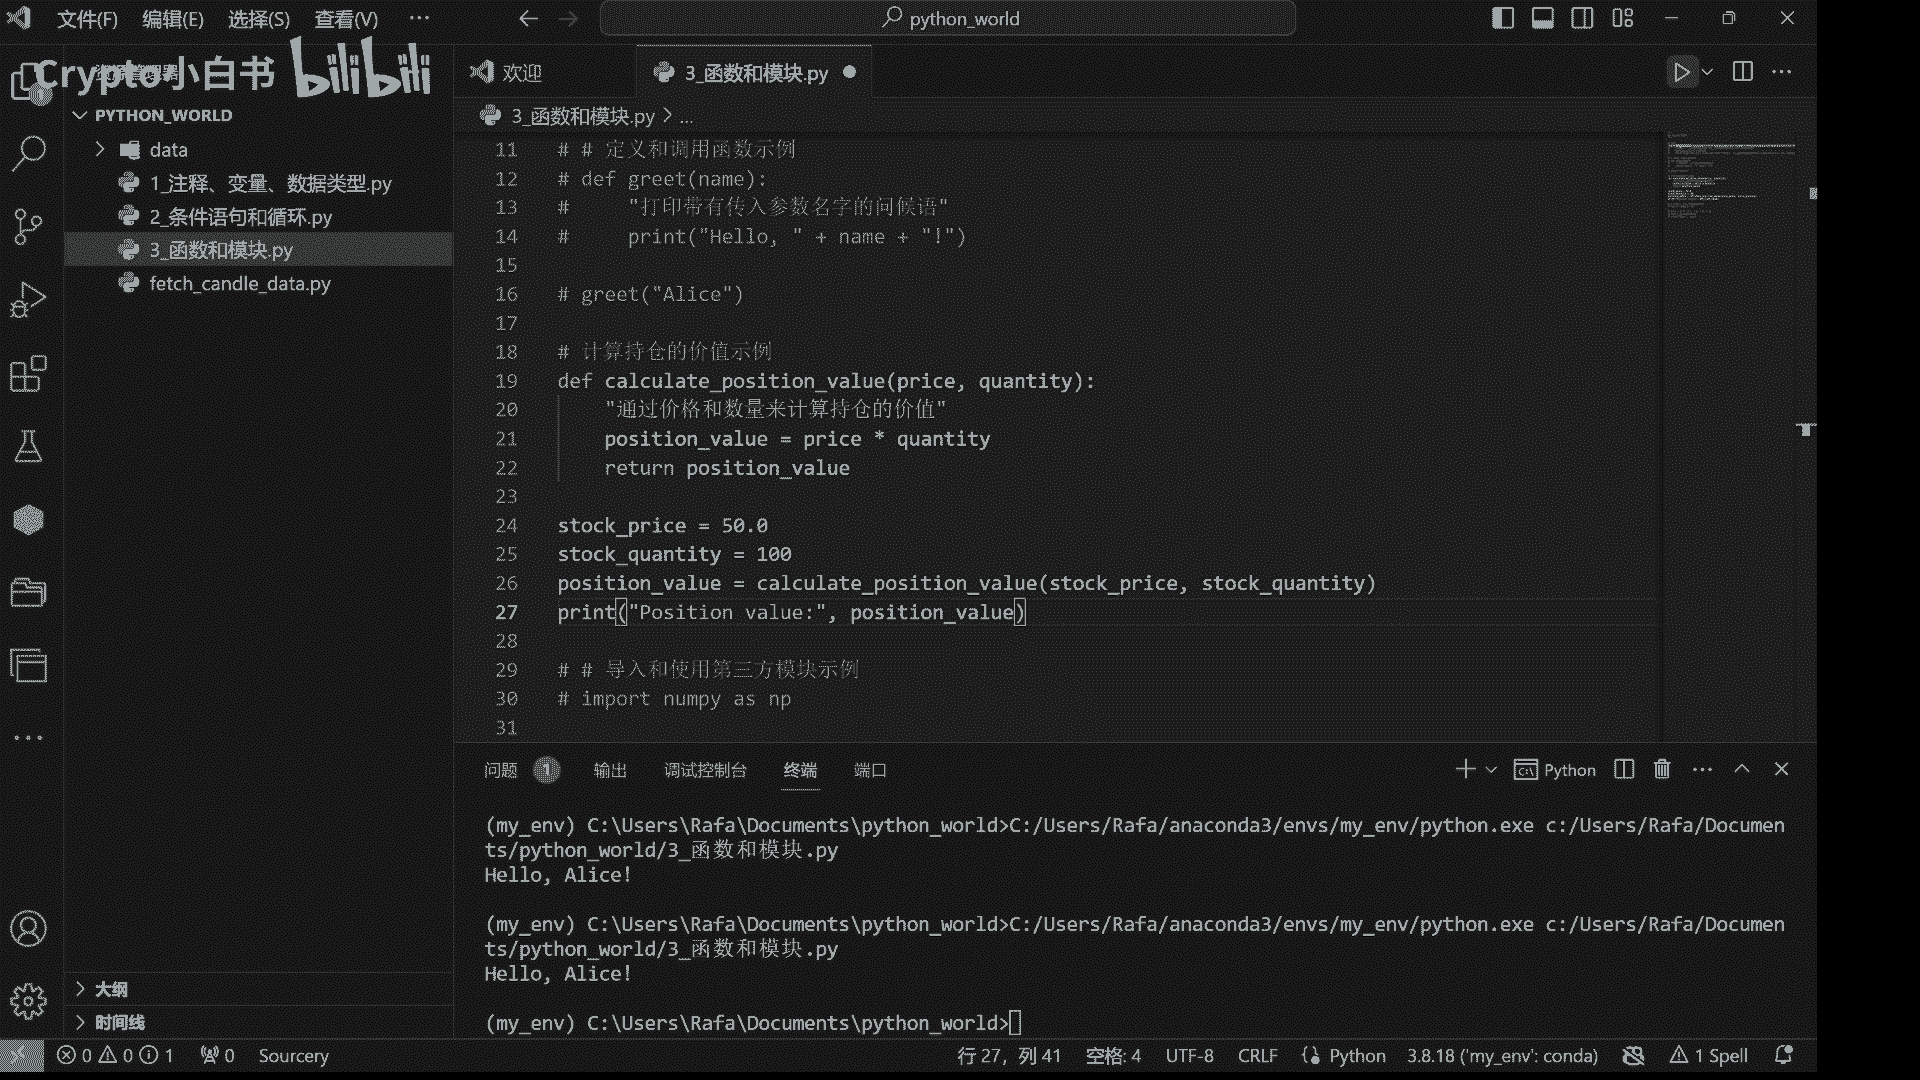 文件(F) 编辑(E) 选择(S) 查看(V) ··· python_world
Crypto小白书 bilibili
PYTHON_WORLD
data
1_注释、变量、数据类型.py
2_条件语句和循环.py
3_函数和模块.py
fetch_candle_data.py
大纲
时间线
欢迎 3_函数和模块.py
3_函数和模块.py > ...
11 # # 定义和调用函数示例
12 # def greet(name):
13 #     "打印带有传入参数名字的问候语"
14 #     print("Hello, " + name + "!")
15
16 # greet("Alice")
17
18 # 计算持仓的价值示例
19 def calculate_position_value(price, quantity):
20     "通过价格和数量来计算持仓的价值"
21     position_value = price * quantity
22     return position_value
23
24 stock_price = 50.0
25 stock_quantity = 100
26 position_value = calculate_position_value(stock_price, stock_quantity)
27 print("Position value:", position_value)
28
29 # # 导入和使用第三方模块示例
30 # import numpy as np
31
问题 1 输出 调试控制台 终端 端口 Python
(my_env) C:\Users\Rafa\Documents\python_world>C:/Users/Rafa/anaconda3/envs/my_env/python.exe c:/Users/Rafa/Documen
ts/python_world/3_函数和模块.py
Hello, Alice!
(my_env) C:\Users\Rafa\Documents\python_world>C:/Users/Rafa/anaconda3/envs/my_env/python.exe c:/Users/Rafa/Documen
ts/python_world/3_函数和模块.py
Hello, Alice!
(my_env) C:\Users\Rafa\Documents\python_world>
0 0 1 0 Sourcery 行 27，列 41 空格: 4 UTF-8 CRLF Python 3.8.18 ('my_env': conda) 1 Spell